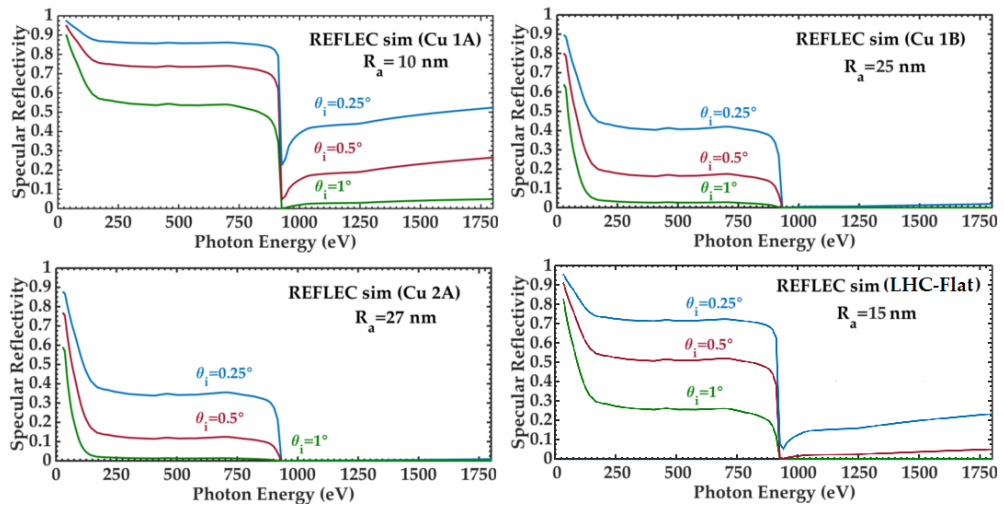 REFLEC sim (Cu 1A)
Rₐ= 10 nm
θᵢ=0.25°
θᵢ=0.5°
θᵢ=1°
Specular Reflectivity
1
0.9
0.8
0.7
0.6
0.5
0.4
0.3
0.2
0.1
0
250 500 750 1000 1250 1500 1750
Photon Energy (eV)
REFLEC sim (Cu 1B)
Rₐ=25 nm
θᵢ=0.25°
θᵢ=0.5°
θᵢ=1°
Specular Reflectivity
1
0.9
0.8
0.7
0.6
0.5
0.4
0.3
0.2
0.1
0
250 500 750 1000 1250 1500 1750
Photon Energy (eV)
REFLEC sim (Cu 2A)
Rₐ=27 nm
θᵢ=0.25°
θᵢ=0.5°
θᵢ=1°
Specular Reflectivity
1
0.9
0.8
0.7
0.6
0.5
0.4
0.3
0.2
0.1
0
250 500 750 1000 1250 1500 1750
Photon Energy (eV)
REFLEC sim (LHC-Flat)
Rₐ=15 nm
θᵢ=0.25°
θᵢ=0.5°
θᵢ=1°
Specular Reflectivity
1
0.9
0.8
0.7
0.6
0.5
0.4
0.3
0.2
0.1
0
250 500 750 1000 1250 1500 1750
Photon Energy (eV)